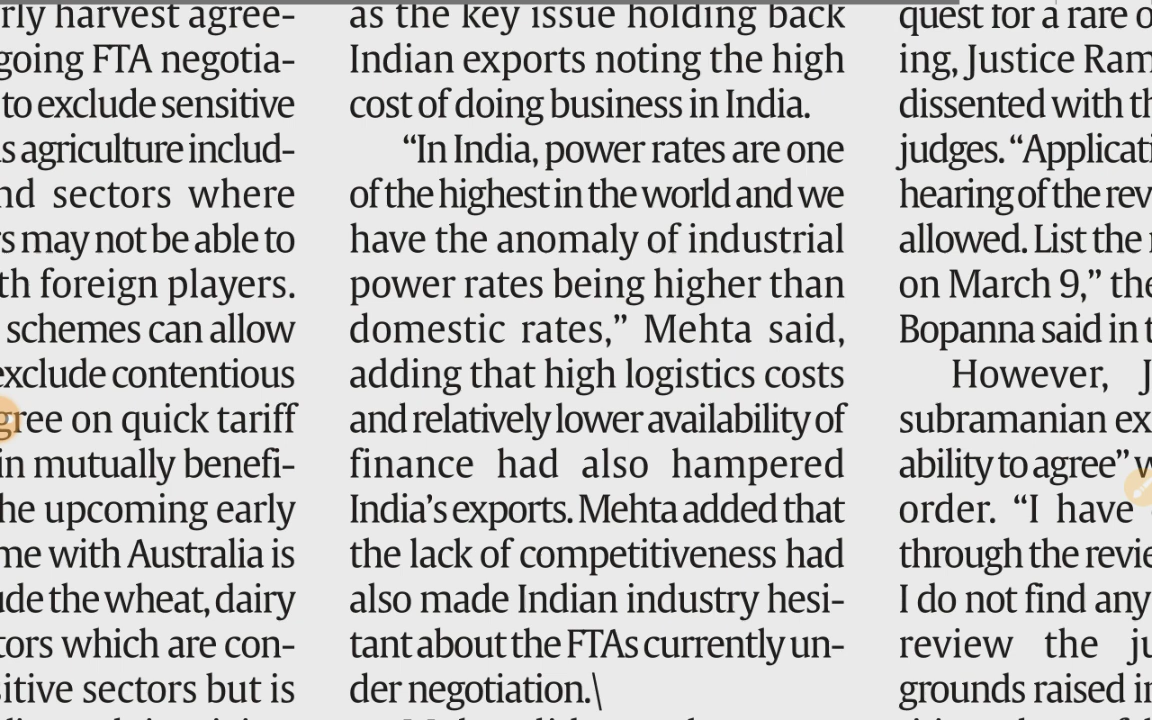 rly harvest agree-
going FTA negotia-
to exclude sensitive
s agriculture includ-
nd sectors where
s may not be able to
th foreign players.
schemes can allow
exclude contentious
gree on quick tariff
in mutually benefi-
he upcoming early
me with Australia is
ude the wheat, dairy
tors which are con-
sitive sectors but is
as the key issue holding back
Indian exports noting the high
cost of doing business in India.
“In India, power rates are one
of the highest in the world and we
have the anomaly of industrial
power rates being higher than
domestic rates,” Mehta said,
adding that high logistics costs
and relatively lower availability of
finance had also hampered
India’s exports. Mehta added that
the lack of competitiveness had
also made Indian industry hesi-
tant about the FTAs currently un-
der negotiation.\
quest for a rare o
ing, Justice Ram
dissented with th
judges. “Applicati
hearing of the rev
allowed. List the
on March 9,” the
Bopanna said in t
However, J
subramanian ex
ability to agree” w
order. “I have
through the revie
I do not find any
review the ju
grounds raised in